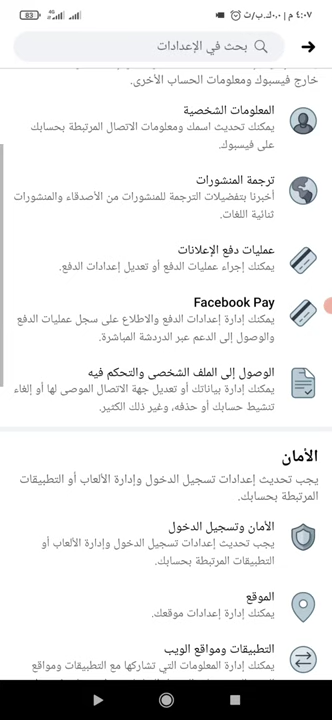 ٤:٠٧ م | ٠٫٠ك.ب/ث
4G
83
بحث في الإعدادات
خارج فيسبوك ومعلومات الحساب الأخرى.
المعلومات الشخصية
يمكنك تحديث اسمك ومعلومات الاتصال المرتبطة بحسابك
على فيسبوك.
ترجمة المنشورات
أخبرنا بتفضيلات الترجمة للمنشورات من الأصدقاء والمنشورات
ثنائية اللغات.
عمليات دفع الإعلانات
يمكنك إجراء عمليات الدفع أو تعديل إعدادات الدفع.
Facebook Pay
يمكنك إدارة إعدادات الدفع والاطلاع على سجل عمليات الدفع
والوصول إلى الدعم عبر الدردشة المباشرة.
الوصول إلى الملف الشخصي والتحكم فيه
يمكنك إدارة بياناتك أو تعديل جهة الاتصال الموصى لها أو إلغاء
تنشيط حسابك أو حذفه، وغير ذلك الكثير.
الأمان
يجب تحديث إعدادات تسجيل الدخول وإدارة الألعاب أو التطبيقات
المرتبطة بحسابك.
الأمان وتسجيل الدخول
يجب تحديث إعدادات تسجيل الدخول وإدارة الألعاب أو
التطبيقات المرتبطة بحسابك.
الموقع
يمكنك إدارة إعدادات موقعك.
التطبيقات ومواقع الويب
يمكنك إدارة المعلومات التي تشاركها مع التطبيقات ومواقع